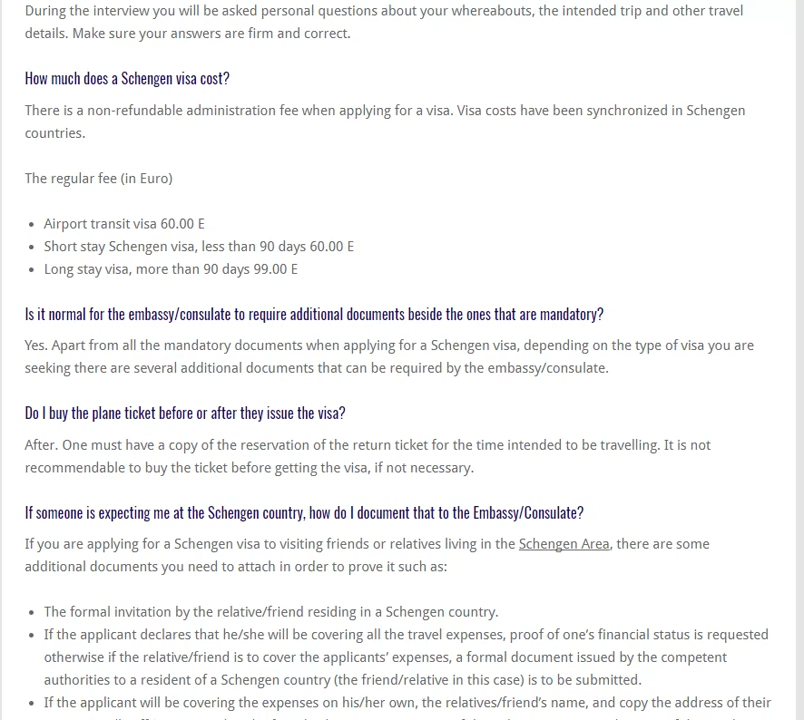 During the interview you will be asked personal questions about your whereabouts, the intended trip and other travel
details. Make sure your answers are firm and correct.
How much does a Schengen visa cost?
There is a non-refundable administration fee when applying for a visa. Visa costs have been synchronized in Schengen
countries.
The regular fee (in Euro)
• Airport transit visa 60.00 E
• Short stay Schengen visa, less than 90 days 60.00 E
• Long stay visa, more than 90 days 99.00 E
Is it normal for the embassy/consulate to require additional documents beside the ones that are mandatory?
Yes. Apart from all the mandatory documents when applying for a Schengen visa, depending on the type of visa you are
seeking there are several additional documents that can be required by the embassy/consulate.
Do I buy the plane ticket before or after they issue the visa?
After. One must have a copy of the reservation of the return ticket for the time intended to be travelling. It is not
recommendable to buy the ticket before getting the visa, if not necessary.
If someone is expecting me at the Schengen country, how do I document that to the Embassy/Consulate?
If you are applying for a Schengen visa to visiting friends or relatives living in the Schengen Area, there are some
additional documents you need to attach in order to prove it such as:
• The formal invitation by the relative/friend residing in a Schengen country.
• If the applicant declares that he/she will be covering all the travel expenses, proof of one's financial status is requested
otherwise if the relative/friend is to cover the applicants' expenses, a formal document issued by the competent
authorities to a resident of a Schengen country (the friend/relative in this case) is to be submitted.
• If the applicant will be covering the expenses on his/her own, the relatives/friend's name, and copy the address of their